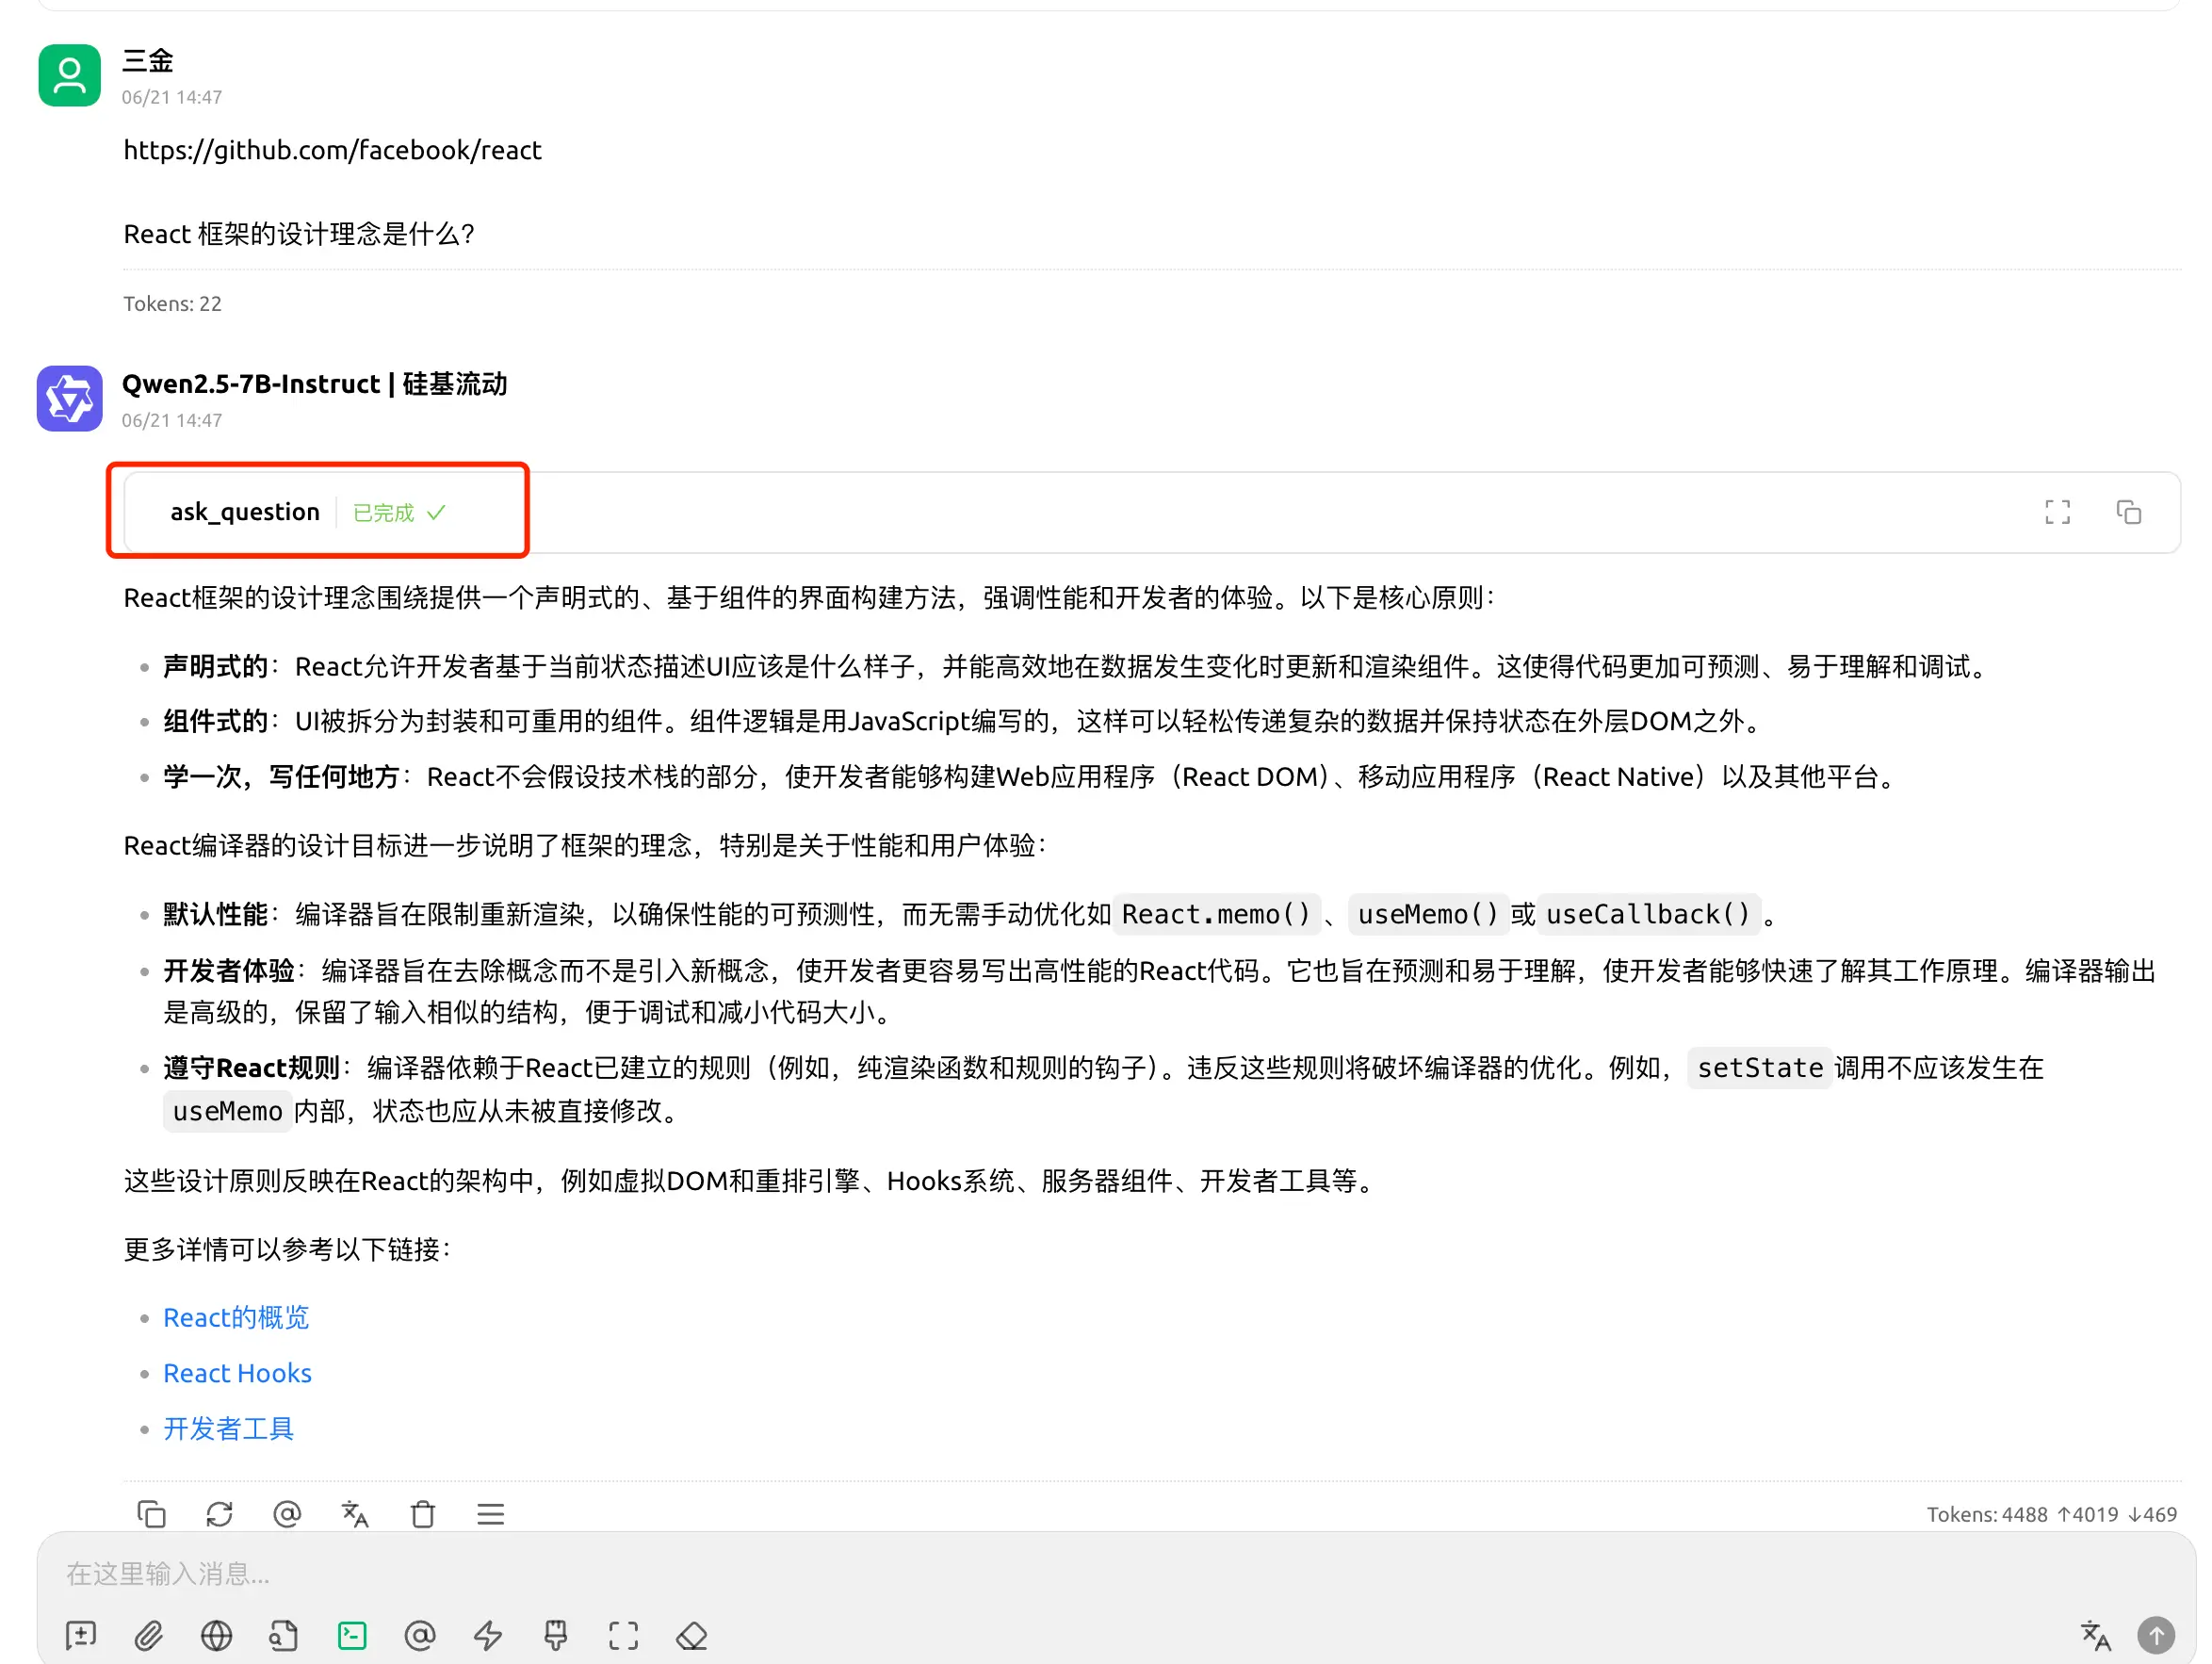 三金
06/21 14:47
https://github.com/facebook/react
React 框架的设计理念是什么?
Tokens: 22
Qwen2.5-7B-Instruct | 硅基流动
06/21 14:47
ask_question 已完成
React框架的设计理念围绕提供一个声明式的、基于组件的界面构建方法，强调性能和开发者的体验。以下是核心原则：
声明式的：React允许开发者基于当前状态描述UI应该是什么样子，并能高效地在数据发生变化时更新和渲染组件。这使得代码更加可预测、易于理解和调试。
组件式的：UI被拆分为封装和可重用的组件。组件逻辑是用JavaScript编写的，这样可以轻松传递复杂的数据并保持状态在外层DOM之外。
学一次，写任何地方：React不会假设技术栈的部分，使开发者能够构建Web应用程序（React DOM）、移动应用程序（React Native）以及其他平台。
React编译器的设计目标进一步说明了框架的理念，特别是关于性能和用户体验：
默认性能：编译器旨在限制重新渲染，以确保性能的可预测性，而无需手动优化如 React.memo() 、 useMemo() 或 useCallback() 。
开发者体验：编译器旨在去除概念而不是引入新概念，使开发者更容易写出高性能的React代码。它也旨在预测和易于理解，使开发者能够快速了解其工作原理。编译器输出
是高级的，保留了输入相似的结构，便于调试和减小代码大小。
遵守React规则：编译器依赖于React已建立的规则（例如，纯渲染函数和规则的钩子）。违反这些规则将破坏编译器的优化。例如， setState 调用不应该发生在
useMemo 内部，状态也应从未被直接修改。
这些设计原则反映在React的架构中，例如虚拟DOM和重排引擎、Hooks系统、服务器组件、开发者工具等。
更多详情可以参考以下链接：
React的概览
React Hooks
开发者工具
Tokens: 4488 ↑4019 ↓469
在这里输入消息...